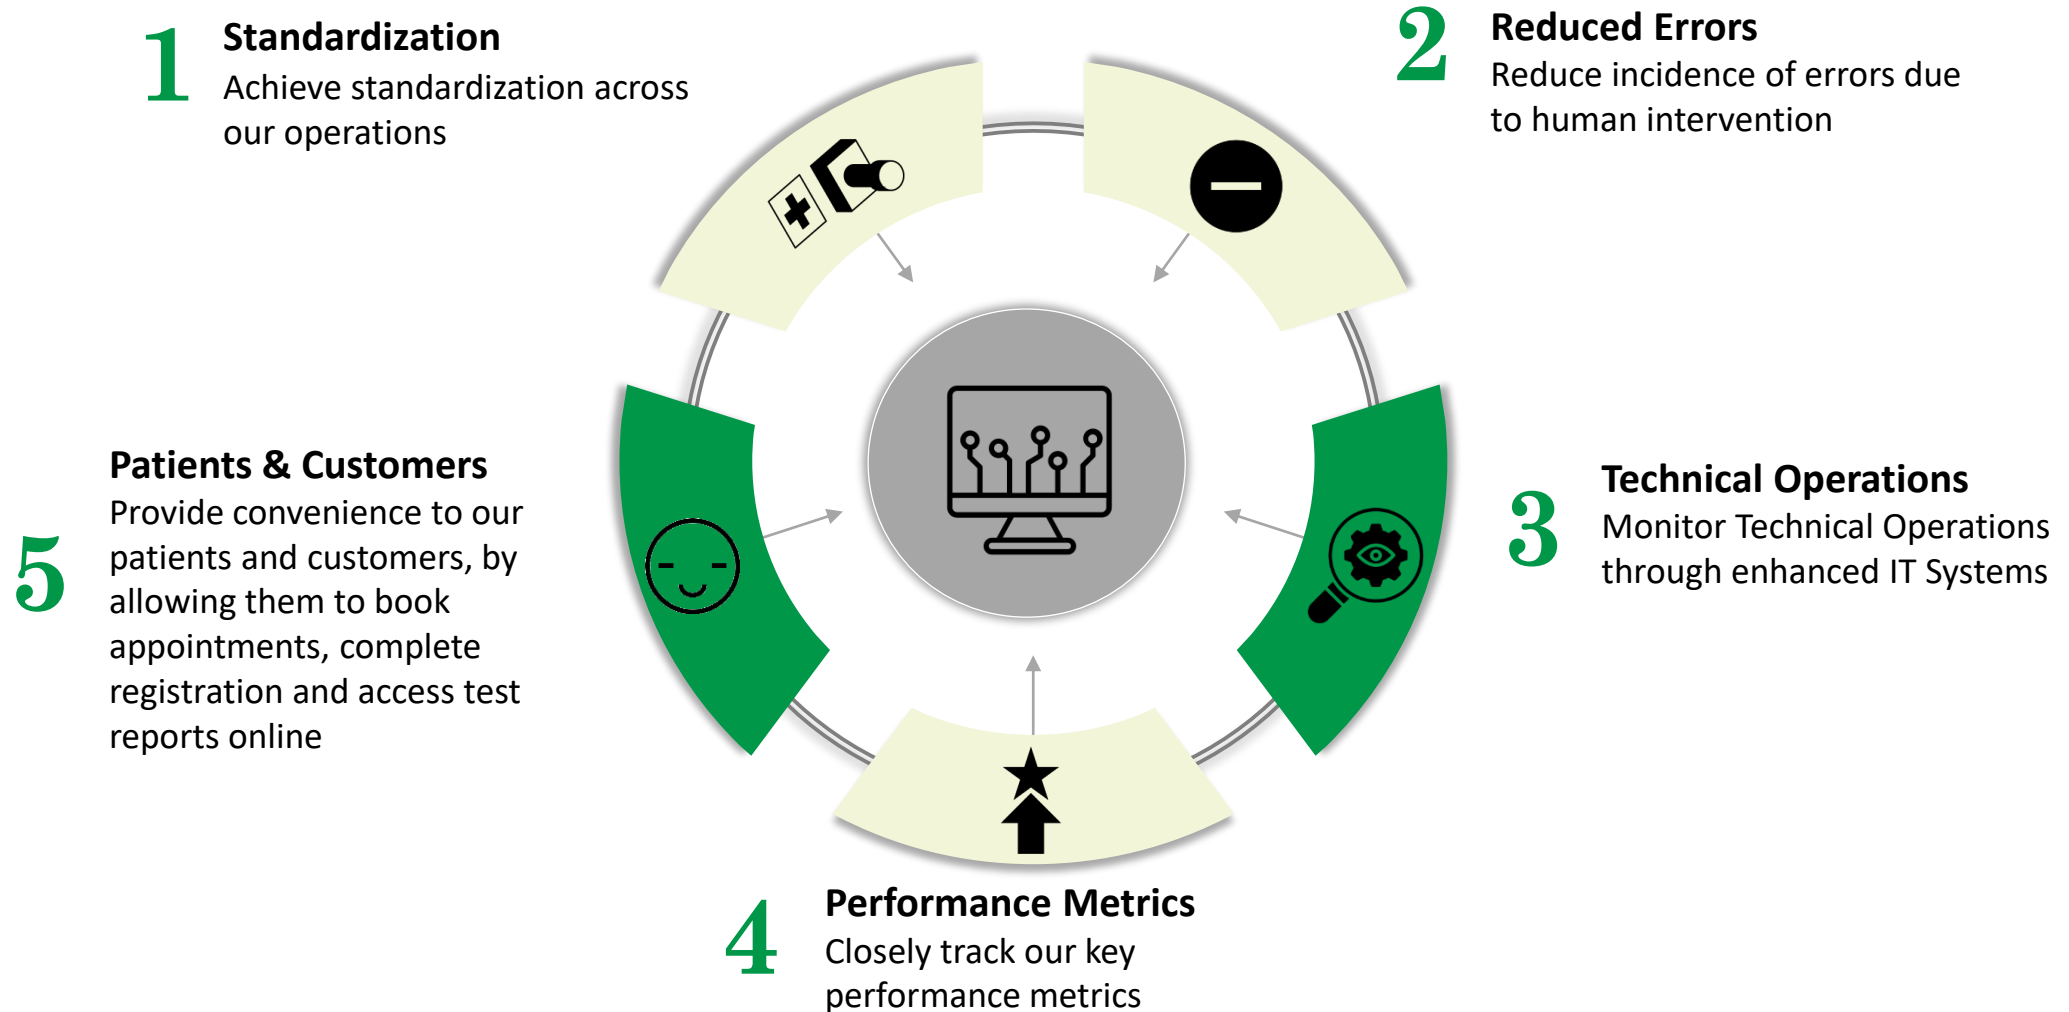 1
Standardization
Achieve standardization across
our operations
2
Reduced Errors
Reduce incidence of errors due
to human intervention
3
Technical Operations
Monitor Technical Operations
through enhanced IT Systems
4
Performance Metrics
Closely track our key
performance metrics
5
Patients & Customers
Provide convenience to our
patients and customers, by
allowing them to book
appointments, complete
registration and access test
reports online